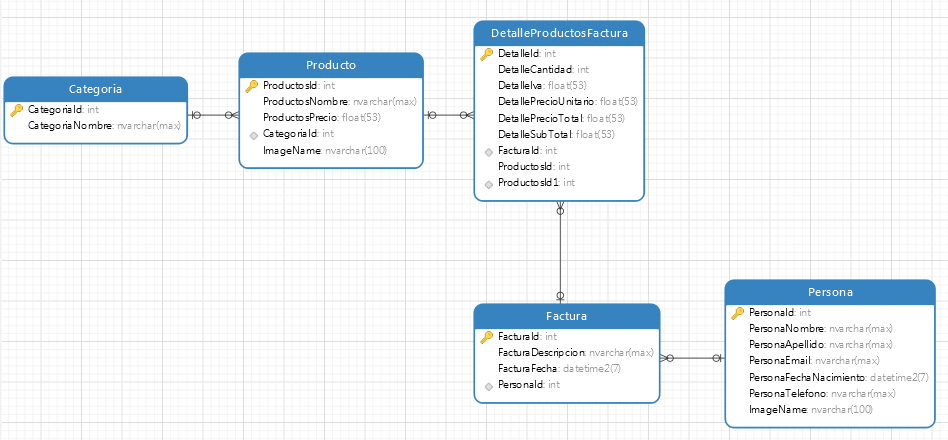 Categoria
CategoriaId: int
CategoriaNombre: nvarchar(max)
Producto
ProductosId: int
ProductosNombre: nvarchar(max)
ProductosPrecio: float(53)
CategoriaId: int
ImageName: nvarchar(100)
DetalleProductosFactura
DetalleId: int
DetalleCantidad: int
DetalleIva: float(53)
DetallePrecioUnitario: float(53)
DetallePrecioTotal: float(53)
DetalleSubTotal: float(53)
FacturaId: int
ProductosId: int
ProductosId1: int
Factura
FacturaId: int
FacturaDescripcion: nvarchar(max)
FacturaFecha: datetime2(7)
PersonaId: int
Persona
PersonaId: int
PersonaNombre: nvarchar(max)
PersonaApellido: nvarchar(max)
PersonaEmail: nvarchar(max)
PersonaFechaNacimiento: datetime2(7)
PersonaTelefono: nvarchar(max)
ImageName: nvarchar(100)